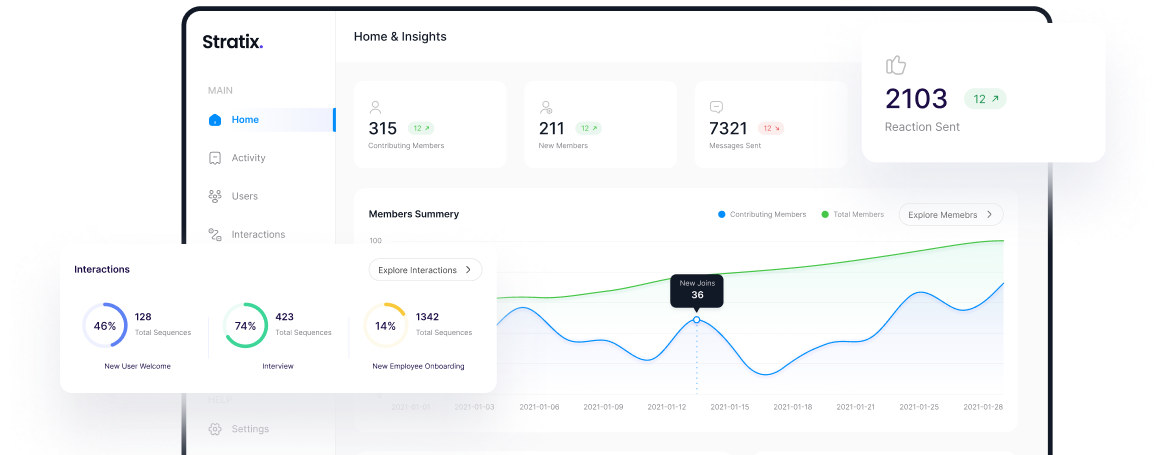 Stratix.
Home & Insights
MAIN
Home
Activity
Users
Interactions
HELP
Settings
315
12
Contributing Members
211
12
New Members
7321
12
Messages Sent
2103
12
Reaction Sent
Members Summery
Contributing Members
Total Members
Explore Memebrs
100
New Joins
36
2021-01-01
2021-01-03
2021-01-06
2021-01-09
2021-01-12
2021-01-15
2021-01-18
2021-01-21
2021-01-25
2021-01-28
Interactions
Explore Interactions
46%
128
Total Sequences
New User Welcome
74%
423
Total Sequences
Interview
14%
1342
Total Sequences
New Employee Onboarding